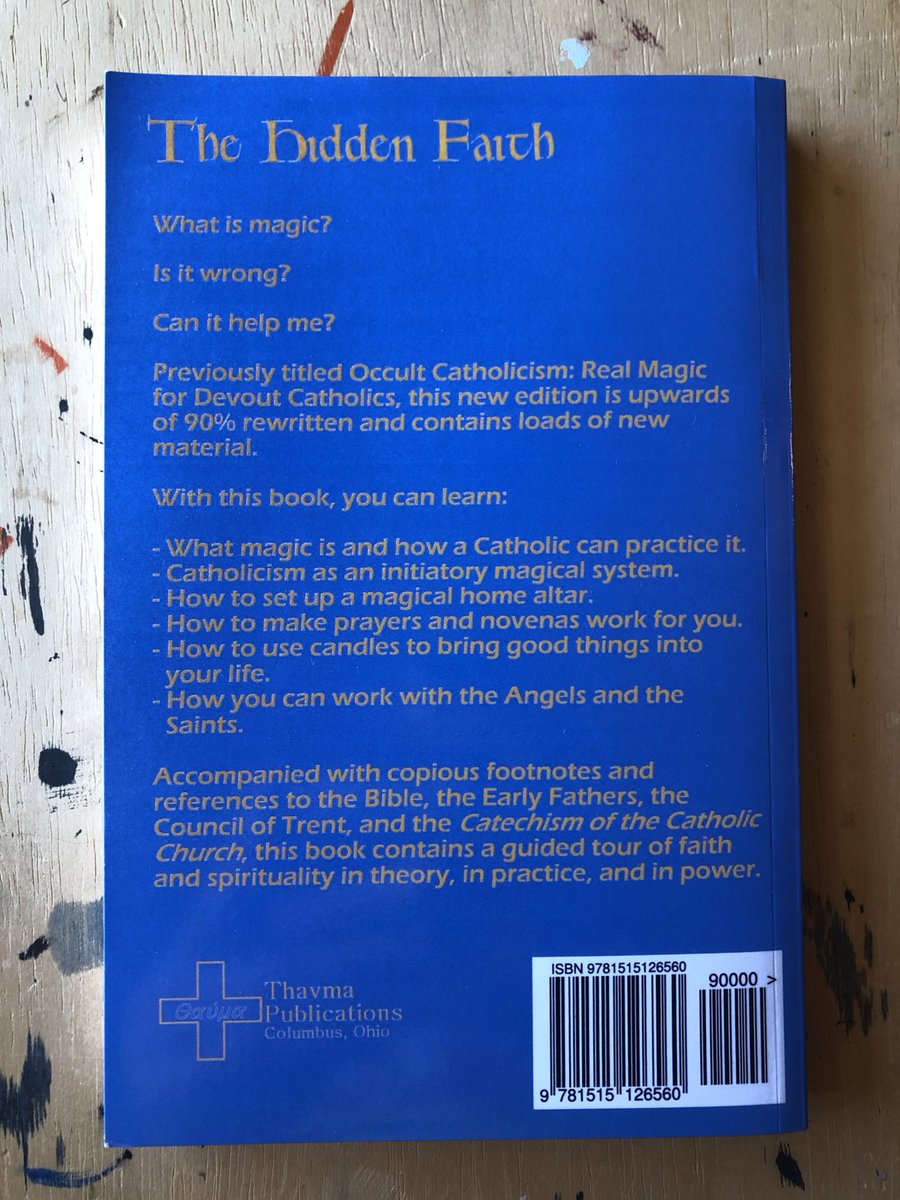 The Hidden Faith
What is magic?
Is it wrong?
Can it help me?
Previously titled Occult Catholicism: Real Magic
for Devout Catholics, this new edition is upwards
of 90% rewritten and contains loads of new
material.
With this book, you can learn:
- What magic is and how a Catholic can practice it.
- Catholicism as an initiatory magical system.
- How to set up a magical home altar.
- How to make prayers and novenas work for you.
- How to use candles to bring good things into
your life.
- How you can work with the Angels and the
Saints.
Accompanied with copious footnotes and
references to the Bible, the Early Fathers, the
Council of Trent, and the Catechism of the Catholic
Church, this book contains a guided tour of faith
and spirituality in theory, in practice, and in power.
Θαύμα
Thavma
Publications
Columbus, Ohio
ISBN 9781515126560
90000 >
9 781515 126560